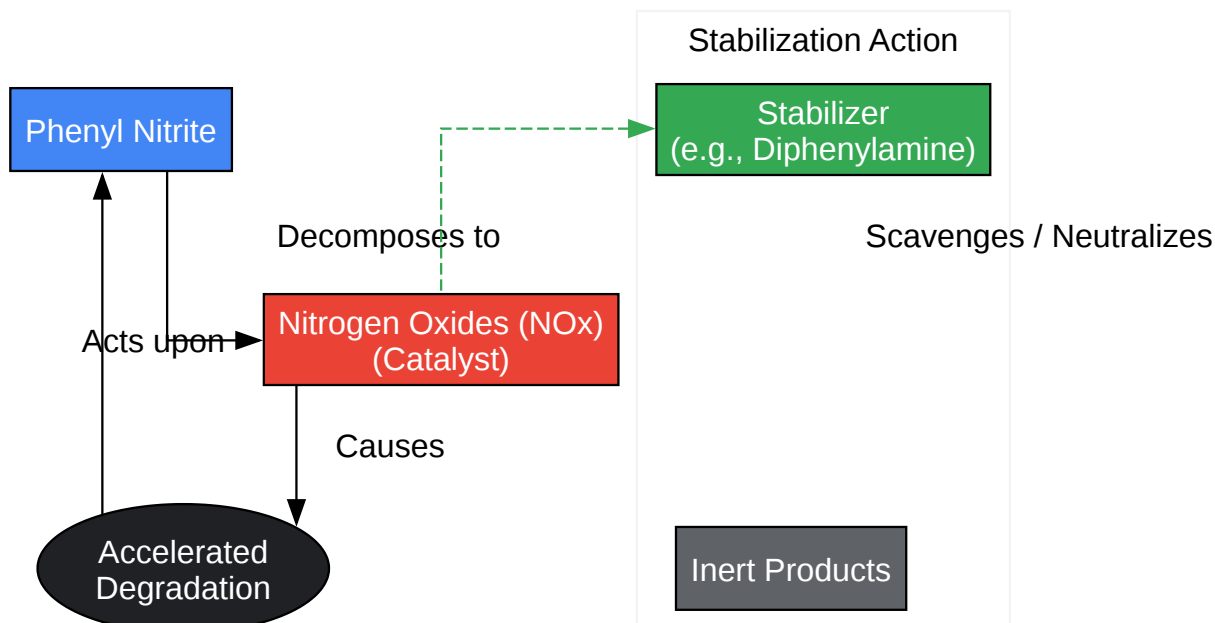 Stabilization Action
Phenyl Nitrite
Stabilizer
(e.g., Diphenylamine)
Decomposes to
Scavenges / Neutralizes
Acts upon
Nitrogen Oxides (NOx)
(Catalyst)
Causes
Accelerated
Degradation
Inert Products